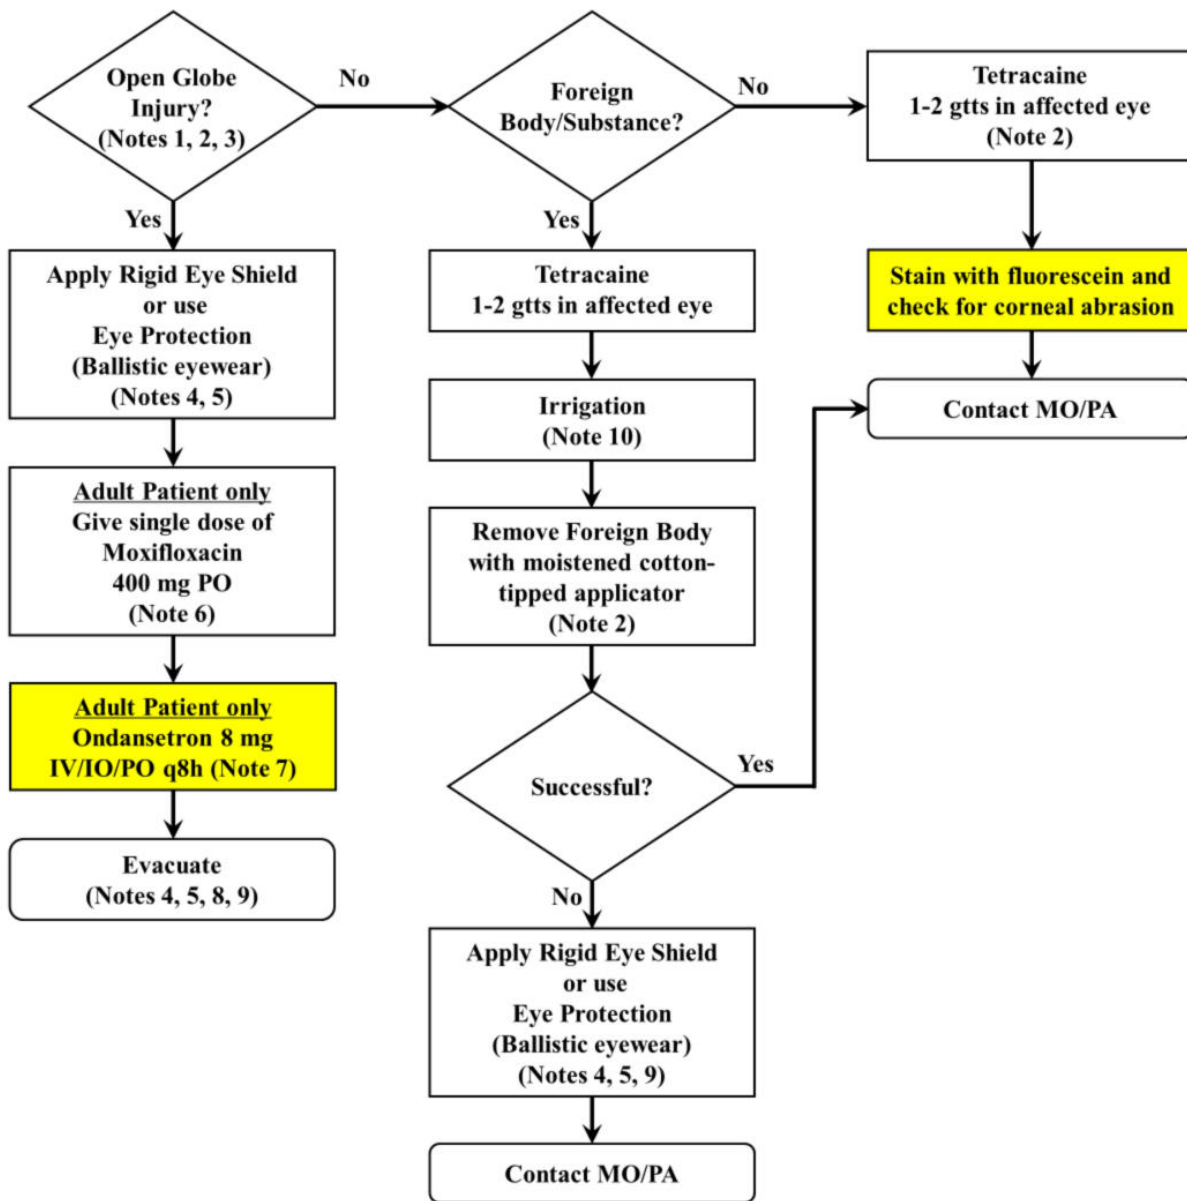 Open Globe
Injury?
(Notes 1, 2, 3)
No
Yes
Foreign
Body/Substance?
No
Yes
Tetracaine
1-2 gtts in affected eye
(Note 2)
Stain with fluorescein and
check for corneal abrasion
Contact MO/PA
Apply Rigid Eye Shield
or use
Eye Protection
(Ballistic eyewear)
(Notes 4, 5)
Adult Patient only
Give single dose of
Moxifloxacin
400 mg PO
(Note 6)
Adult Patient only
Ondansetron 8 mg
IV/IO/PO q8h (Note 7)
Evacuate
(Notes 4, 5, 8, 9)
Tetracaine
1-2 gtts in affected eye
Irrigation
(Note 10)
Remove Foreign Body
with moistened cotton-
tipped applicator
(Note 2)
Successful?
Yes
No
Apply Rigid Eye Shield
or use
Eye Protection
(Ballistic eyewear)
(Notes 4, 5, 9)
Contact MO/PA